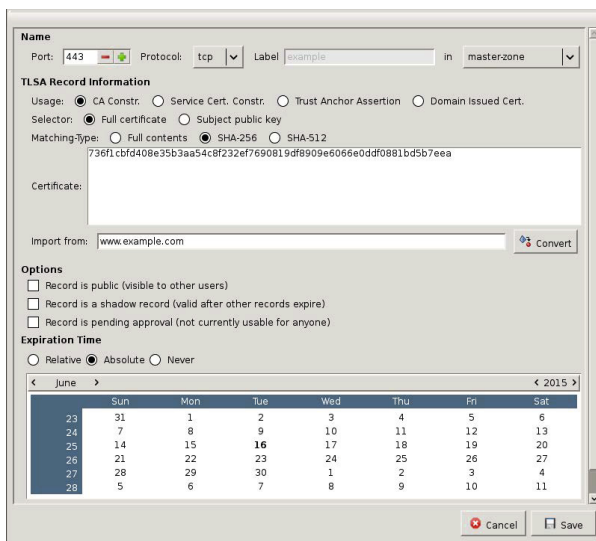 Name
Port: 443 Protocol: tcp Label example in master-zone
TLSA Record Information
Usage: CA Constr. Service Cert. Constr. Trust Anchor Assertion Domain Issued Cert.
Selector: Full certificate Subject public key
Matching-Type: Full contents SHA-256 SHA-512
Certificate: 736f1cbfd408e35b3aa54c8f232ef7690819df8909e6066e0ddf0881bd5b7eea
Import from: www.example.com Convert
Options
Record is public (visible to other users)
Record is a shadow record (valid after other records expire)
Record is pending approval (not currently usable for anyone)
Expiration Time
Relative Absolute Never
< June > < 2015 >
Sun Mon Tue Wed Thu Fri Sat
23 31 1 2 3 4 5 6
24 7 8 9 10 11 12 13
25 14 15 16 17 18 19 20
26 21 22 23 24 25 26 27
27 28 29 30 1 2 3 4
28 5 6 7 8 9 10 11
Cancel Save